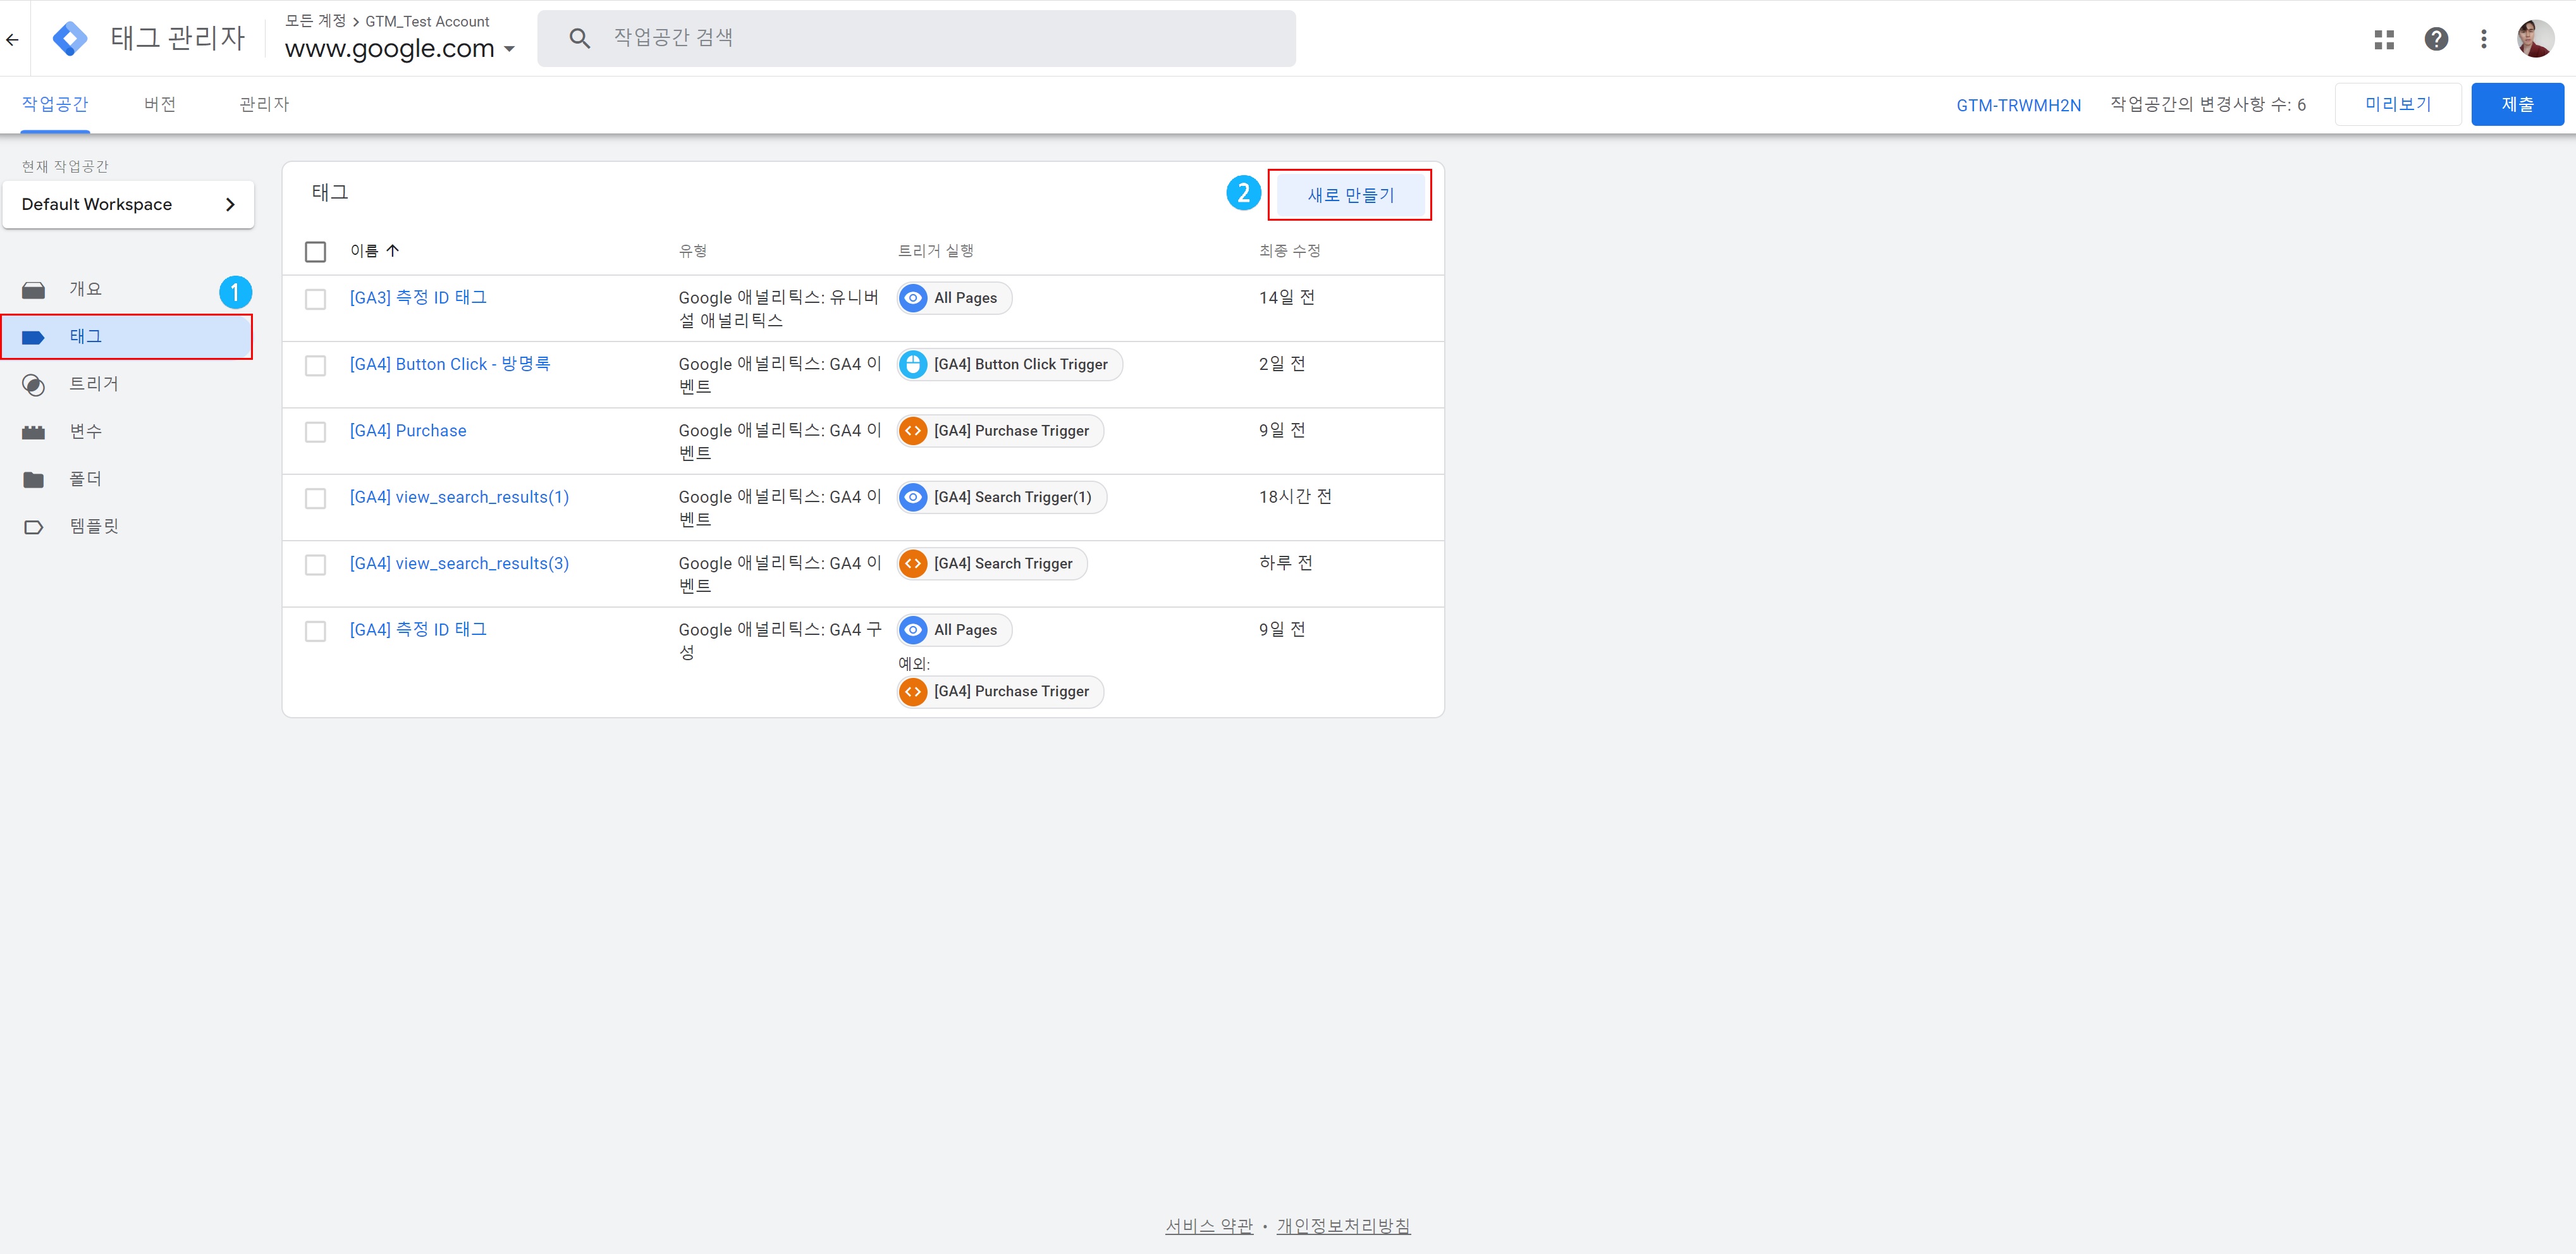 태그 관리자
모든 계정 > GTM_Test Account
www.google.com
작업공간 검색
작업공간
버전
관리자
GTM-TRWMH2N
작업공간의 변경사항 수: 6
미리보기
제출
현재 작업공간
Default Workspace
개요
1
태그
트리거
변수
폴더
템플릿
태그
2
새로 만들기
이름
유형
트리거 실행
최종 수정
[GA3] 측정 ID 태그
Google 애널리틱스: 유니버
설 애널리틱스
All Pages
14일 전
[GA4] Button Click - 방명록
Google 애널리틱스: GA4 이
벤트
[GA4] Button Click Trigger
2일 전
[GA4] Purchase
Google 애널리틱스: GA4 이
벤트
[GA4] Purchase Trigger
9일 전
[GA4] view_search_results(1)
Google 애널리틱스: GA4 이
벤트
[GA4] Search Trigger(1)
18시간 전
[GA4] view_search_results(3)
Google 애널리틱스: GA4 이
벤트
[GA4] Search Trigger
하루 전
[GA4] 측정 ID 태그
Google 애널리틱스: GA4 구
성
All Pages
예외:
[GA4] Purchase Trigger
9일 전
서비스 약관 · 개인정보처리방침